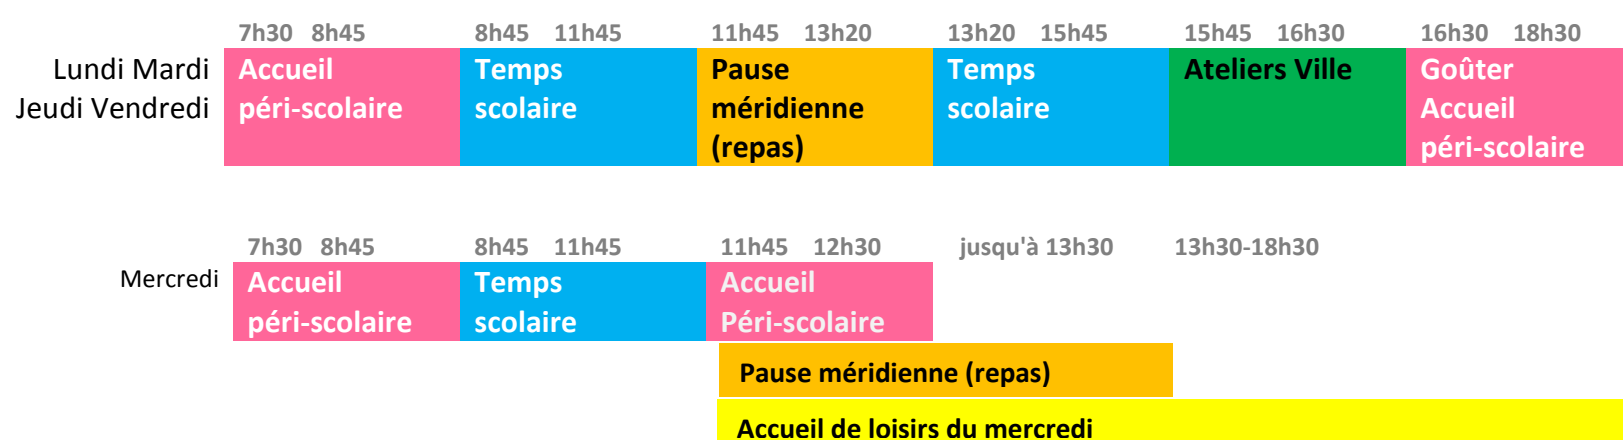 7h30 8h45 8h45 11h45 11h45 13h20 13h20 15h45 15h45 16h30 16h30 18h30
Lundi Mardi Accueil Temps Pause Temps Ateliers Ville Goûter
Jeudi Vendredi péri-scolaire scolaire méridienne scolaire Accueil
(repas) péri-scolaire
7h30 8h45 8h45 11h45 11h45 12h30 jusqu'à 13h30 13h30-18h30
Mercredi Accueil Temps Accueil
péri-scolaire scolaire Péri-scolaire
Pause méridienne (repas)
Accueil de loisirs du mercredi